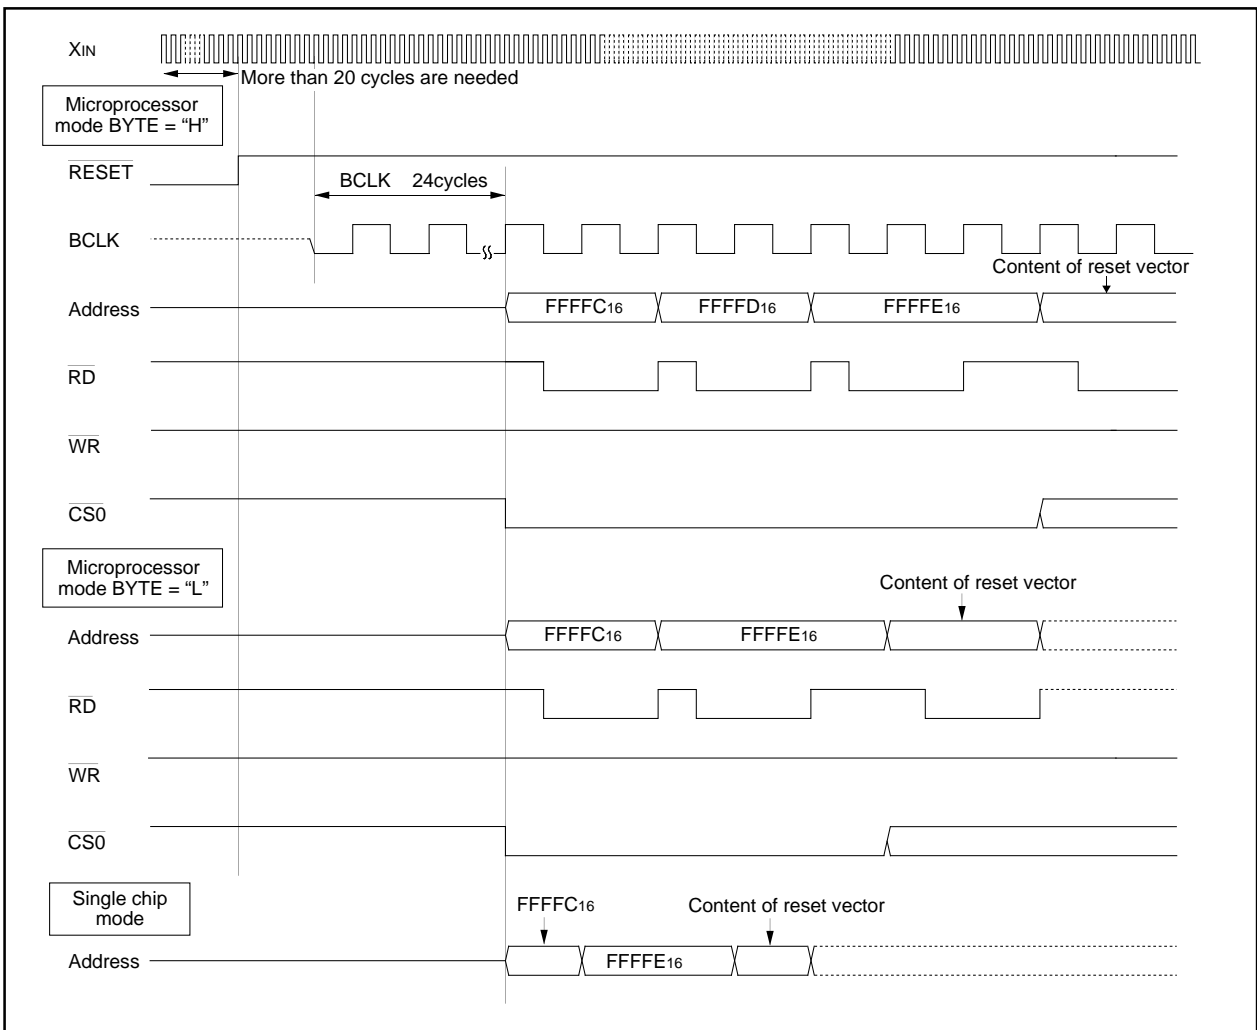 XIN
More than 20 cycles are needed
Microprocessor
mode BYTE = “H”
RESET
BCLK 24cycles
BCLK
Content of reset vector
Address
FFFFC16
FFFFD16
FFFFE16
RD
WR
CS0
Microprocessor
mode BYTE = “L”
Content of reset vector
Address
FFFFC16
FFFFE16
RD
WR
CS0
Single chip
mode
FFFFC16
Content of reset vector
Address
FFFFE16